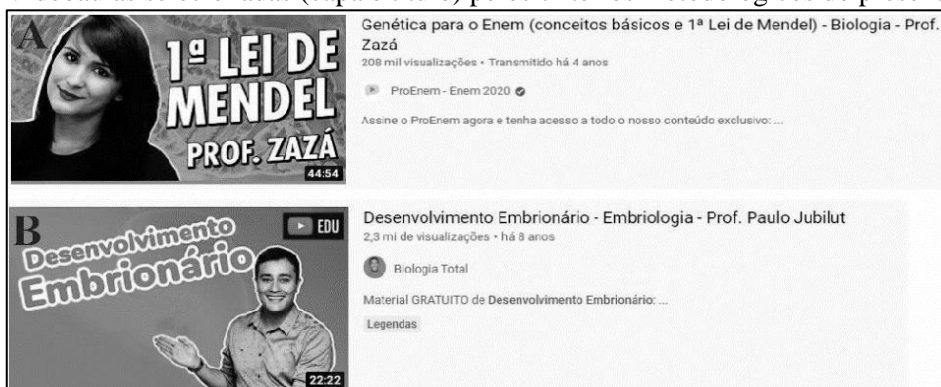 A
1ª LEI DE
MENDEL
PROF. ZAZÁ
44:54
Genética para o Enem (conceitos básicos e 1ª Lei de Mendel) - Biologia - Prof.
Zazá
208 mil visualizações • Transmitido há 4 anos
ProEnem - Enem 2020
Assine o ProEnem agora e tenha acesso a todo o nosso conteúdo exclusivo: ...
B
EDU
Desenvolvimento
Embrionário
22:22
Desenvolvimento Embrionário - Embriologia - Prof. Paulo Jubilut
2,3 mi de visualizações • há 8 anos
Biologia Total
Material GRATUITO de Desenvolvimento Embrionário: ...
Legendas